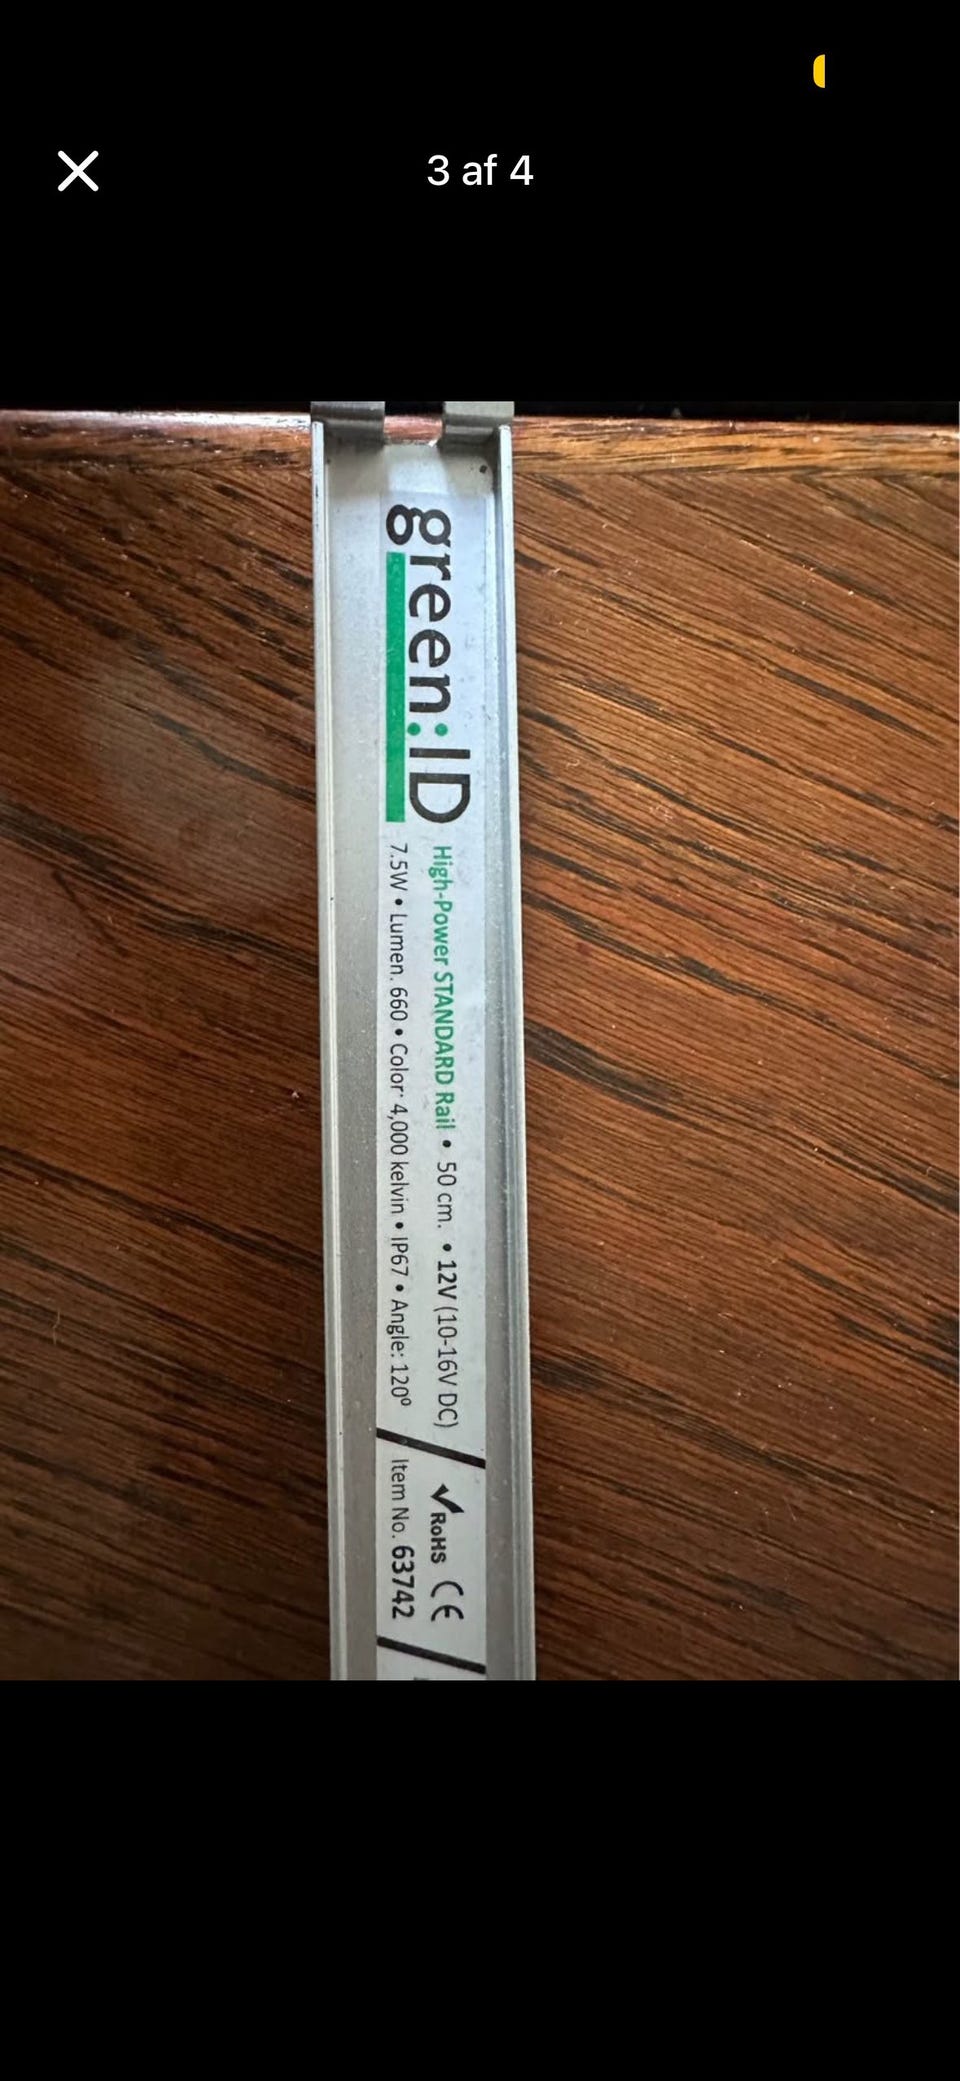 3 af 4
green:ID
High-Power STANDARD Rail • 50 cm. • 12V (10-16V DC)
7.5W • Lumen. 660 • Color: 4,000 kelvin • IP67 • Angle: 120°
✓RoHS CE
Item No. 63742